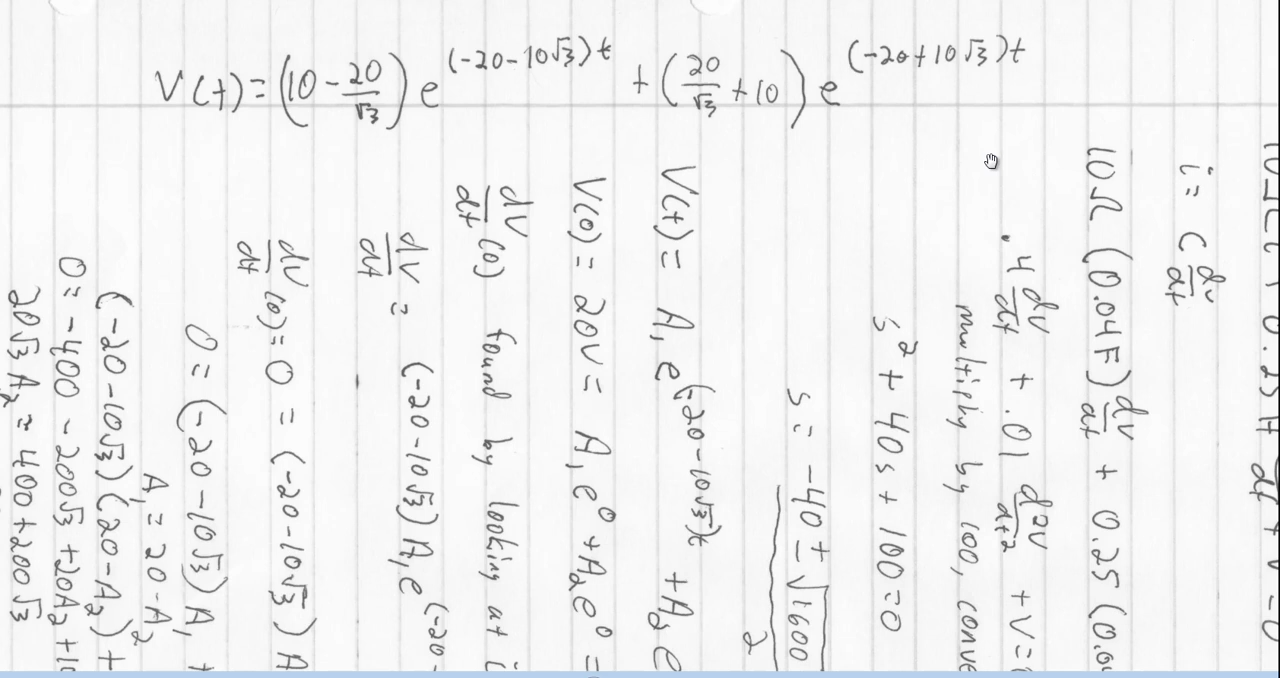 V(t) = (10 - 20/√3) e^(-20-10√3)t + (20/√3 + 10) e^(-20+10√3)t
i = C dv/dt
10Ω (0.04F) dv/dt + 0.25 (0.0
.4 dv/dt + .01 d2v/dt2 + V =
multiply by 100, conve
s² + 40s + 100 = 0
s = -40 ± √1600 / 2
V(t) = A₁ e^(-20-10√3)t + A₂ e
V(0) = 20V = A₁e⁰ + A₂e⁰ =
dV/dt (0) found by looking at i
dV/dt = (-20-10√3) A₁ e^(-20-
dV/dt (0) = 0 = (-20-10√3) A
0 = (-20-10√3) A₁ +
A₁ = 20-A₂
(-20-10√3)(20-A₂) +
0 = -400 - 200√3 + 20A₂ + 10
20√3 A₂ = 400 + 200√3